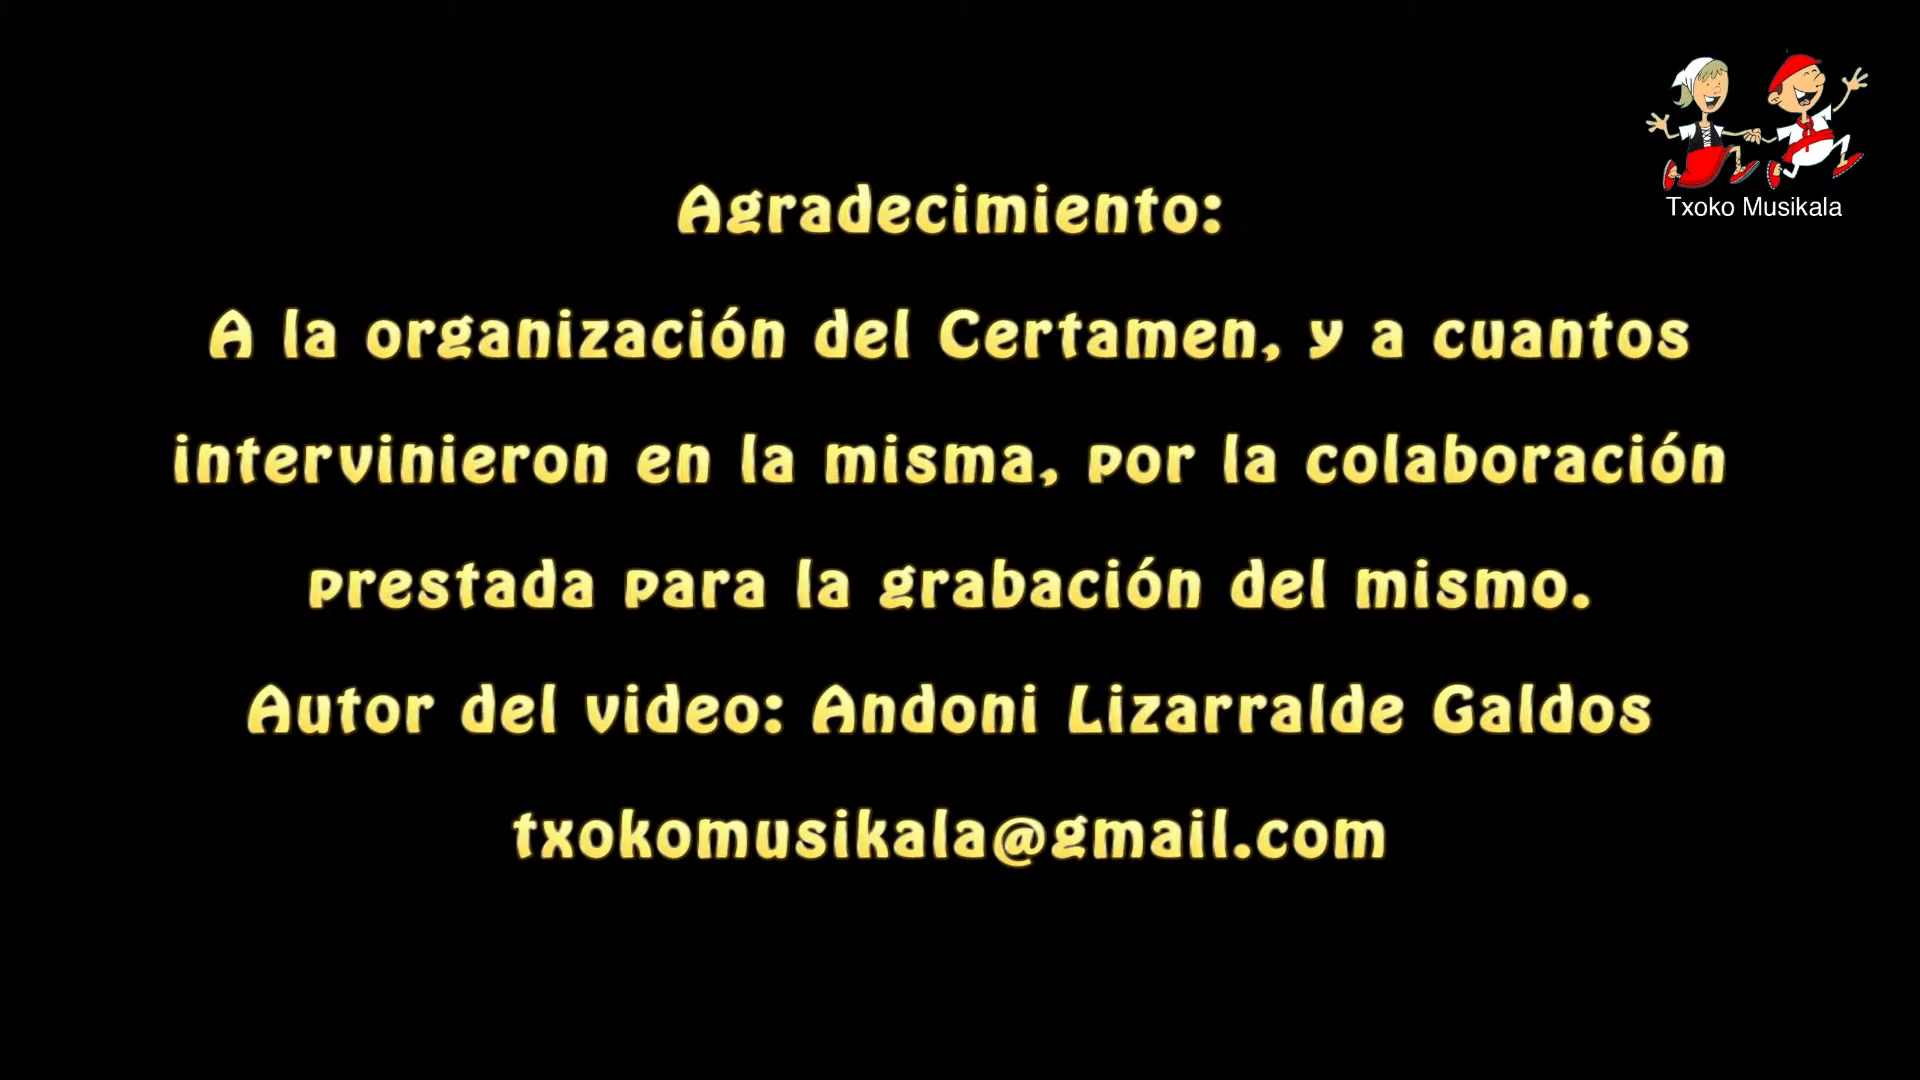 Txoko Musikala
Agradecimiento:
A la organización del Certamen, y a cuantos
intervinieron en la misma, por la colaboración
prestada para la grabación del mismo.
Autor del video: Andoni Lizarralde Galdos
txokomusikala@gmail.com